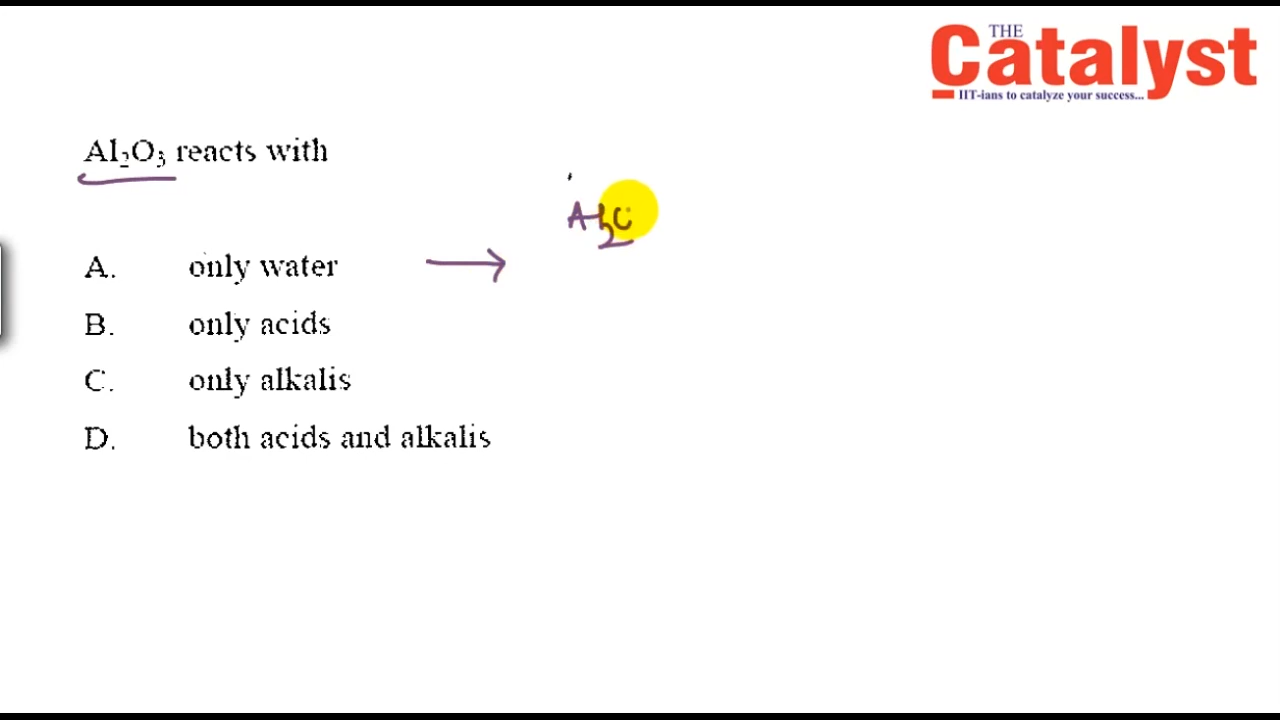 THE
Catalyst
IIT-ians to catalyze your success...
Al₂O₃ reacts with
Al₂O
A. only water
B. only acids
C. only alkalis
D. both acids and alkalis